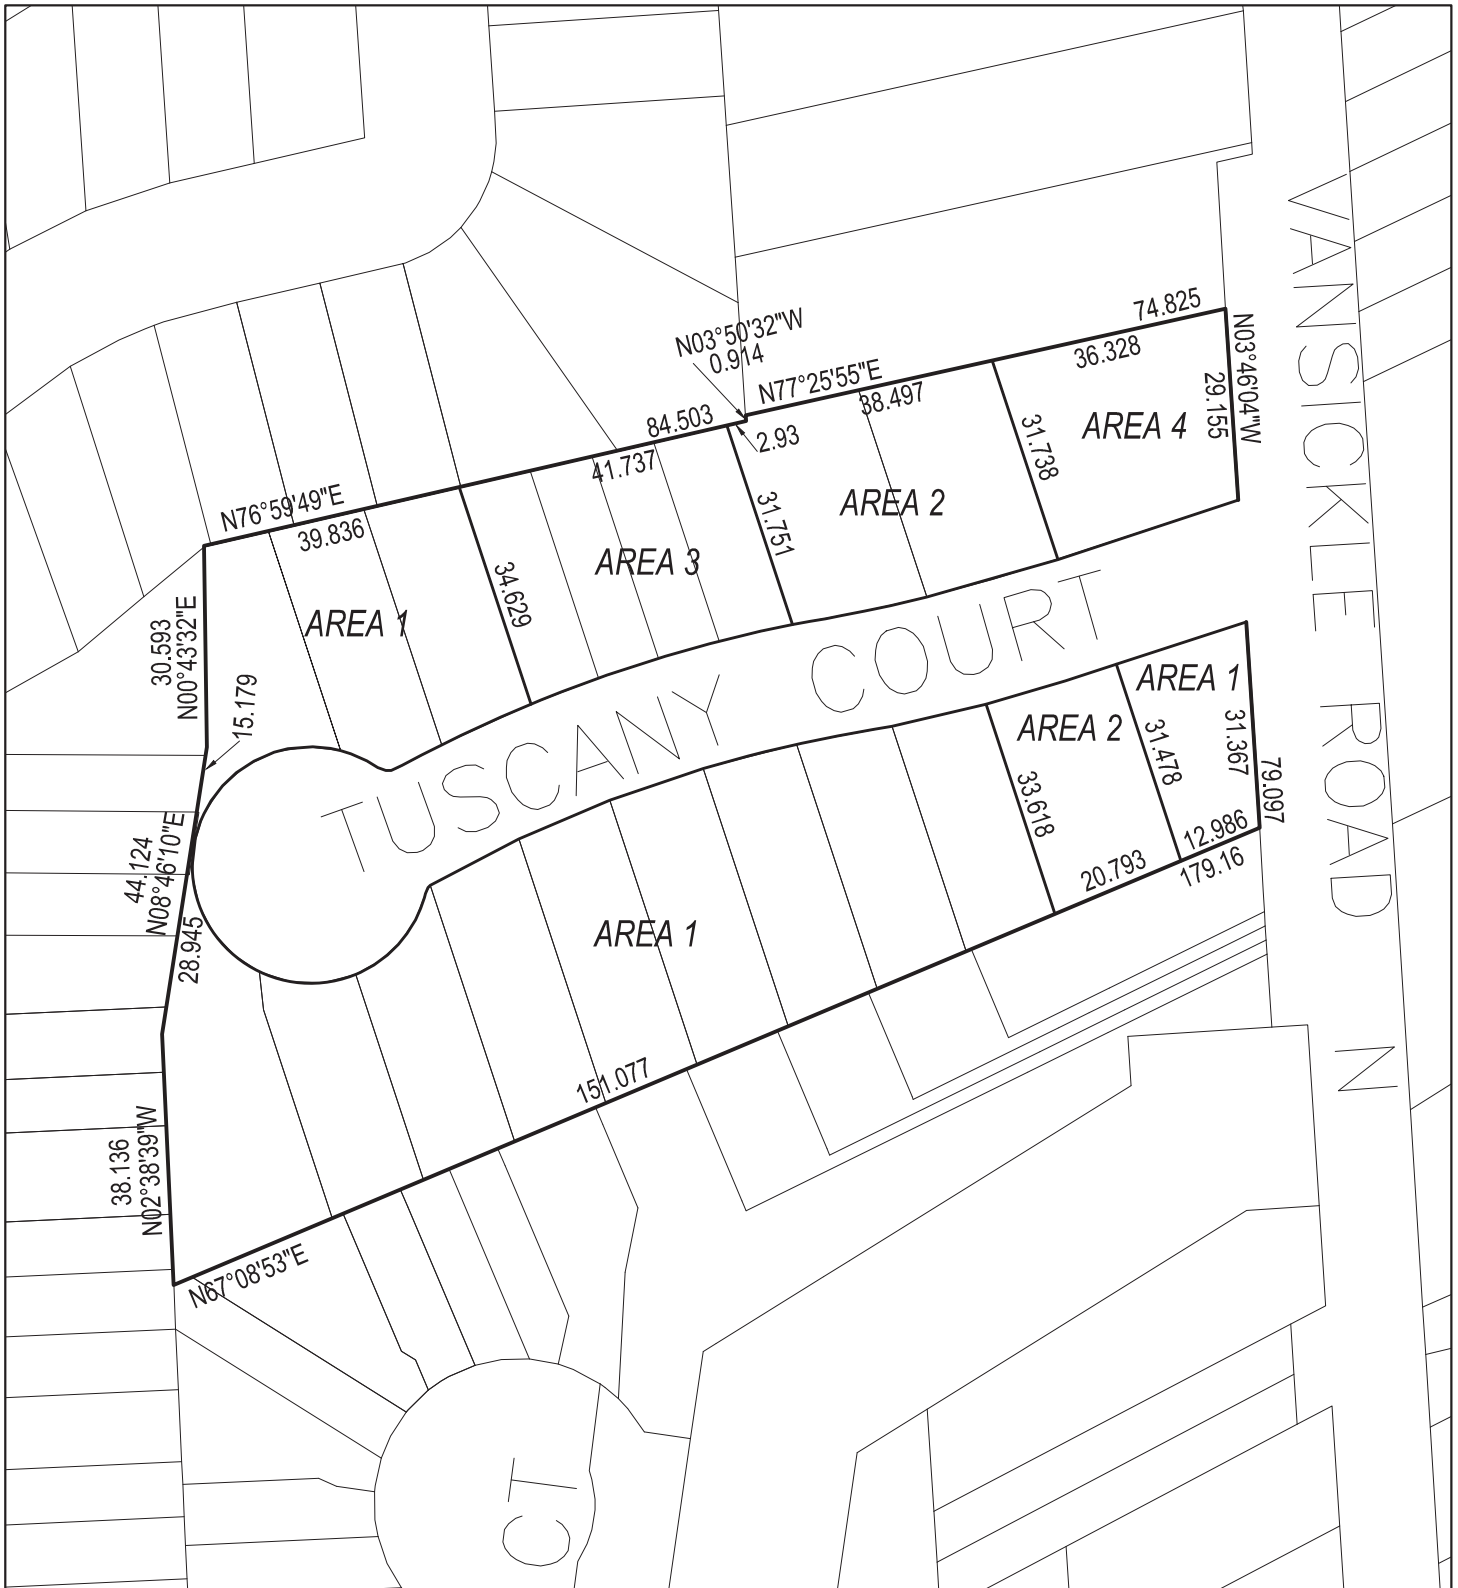 74.825
N03°50'32"W
0.914
N03°46'04"W
29.155
36.328
N77°25'55"E
38.497
AREA 4
84.503
2.93
41.737
31.738
N76°59'49"E
39.836
AREA 2
31.751
AREA 3
34.629
AREA 1
30.593
N00°43'32"E
15.179
TUSCANY COURT
VANSICKLE ROAD N
AREA 1
31.367
AREA 2
31.478
33.618
79.097
12.986
179.16
20.793
44.124
N08°46'10"E
28.945
AREA 1
151.077
38.136
N02°38'39"W
N67°08'53"E
CT